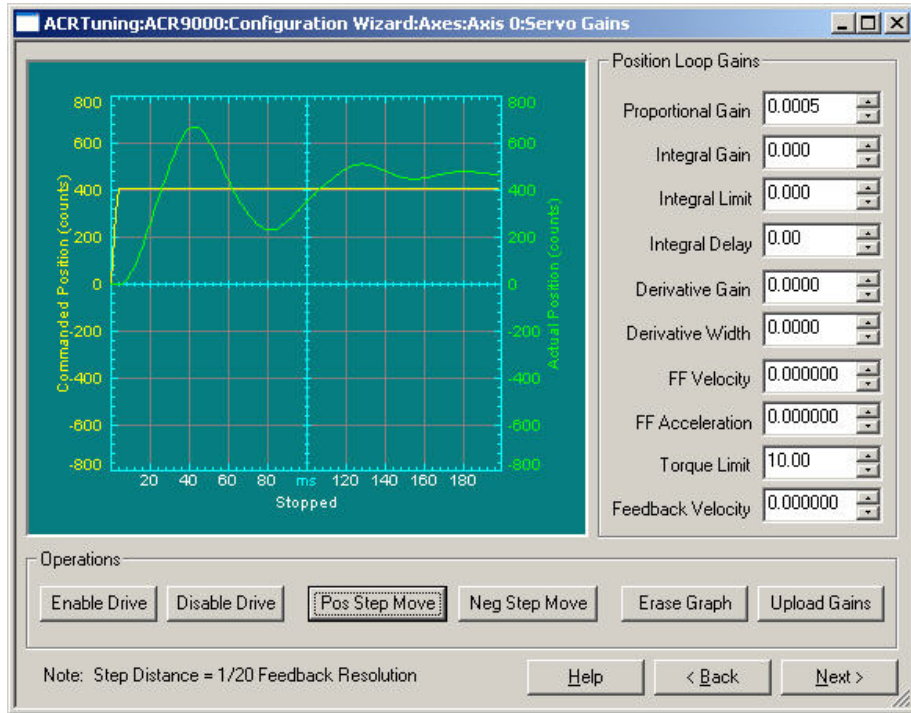 ACRTuning:ACR9000:Configuration Wizard:Axes:Axis 0:Servo Gains
Commanded Position (counts)
800
600
400
200
0
-200
-400
-600
-800
800
600
400
200
0
-200
-400
-600
-800
Actual Position (counts)
20 40 60 80 ms 120 140 160 180
Stopped
Position Loop Gains
Proportional Gain 0.0005
Integral Gain 0.000
Integral Limit 0.000
Integral Delay 0.00
Derivative Gain 0.0000
Derivative Width 0.0000
FF Velocity 0.000000
FF Acceleration 0.000000
Torque Limit 10.00
Feedback Velocity 0.000000
Operations
Enable Drive Disable Drive Pos Step Move Neg Step Move Erase Graph Upload Gains
Note: Step Distance = 1/20 Feedback Resolution
Help < Back Next >